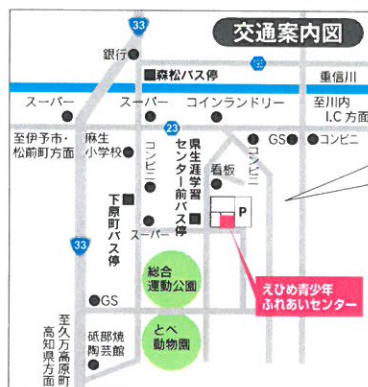 交通案内図
33
銀行
森松バス停
重信川
スーパー
スーパー
コインランドリー
至川内
I.C方面
23
至伊予市・
松前町方面
麻生
小学校
コンビニ
県生涯学習
センター前バス停
看板
コンビニ
GS
コンビニ
下原町バス停
P
スーパー
33
総合
運動公園
えひめ青少年
ふれあいセンター
GS
とべ
動物園
至久万高原町
高知県方面
砥部焼
陶芸館